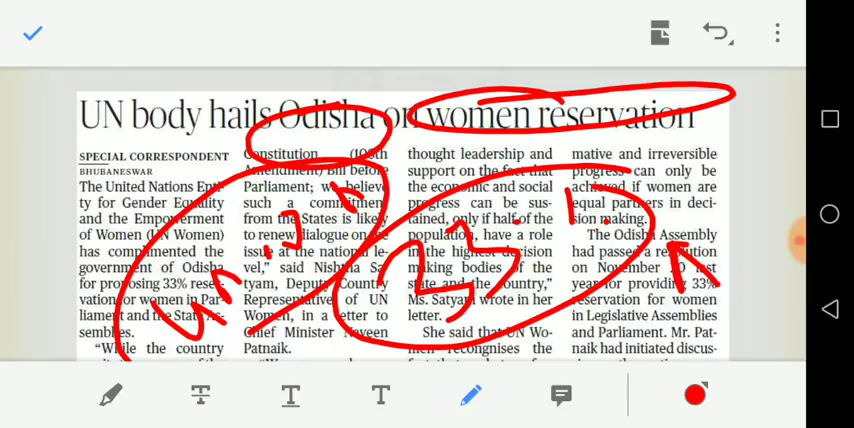 UN body hails Odisha on women reservation
SPECIAL CORRESPONDENT
BHUBANESWAR
The United Nations Enti-
ty for Gender Equality
and the Empowerment
of Women (UN Women)
has complimented the
government of Odisha
for proposing 33% reser-
vation for women in Par-
liament and the State As-
semblies.
“While the country
Constitution (108th
Amendment) Bill before
Parliament; we believe
such a commitment
from the States is likely
to renew dialogue on the
issue at the national le-
vel,” said Nishtha Sa-
tyam, Deputy Country
Representative of UN
Women, in a letter to
Chief Minister Naveen
Patnaik.
thought leadership and
support on the fact that
the economic and social
progress can be sus-
tained, only if half of the
population, have a role
in the highest decision
making bodies of the
state and the country,”
Ms. Satyam wrote in her
letter.
She said that UN Wo-
men recognises the
mative and irreversible
progress can only be
achieved if women are
equal partners in deci-
sion making.
The Odisha Assembly
had passed a resolution
on November 20 last
year for providing 33%
reservation for women
in Legislative Assemblies
and Parliament. Mr. Pat-
naik had initiated discus-